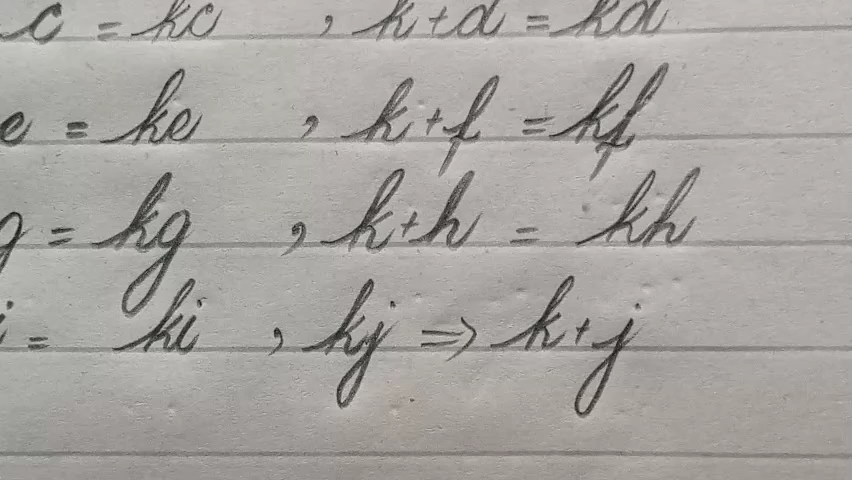 c = kc , k+d = kd
e = ke , k+f = kf
g = kg , k+h = kh
i = ki , kj => k+j